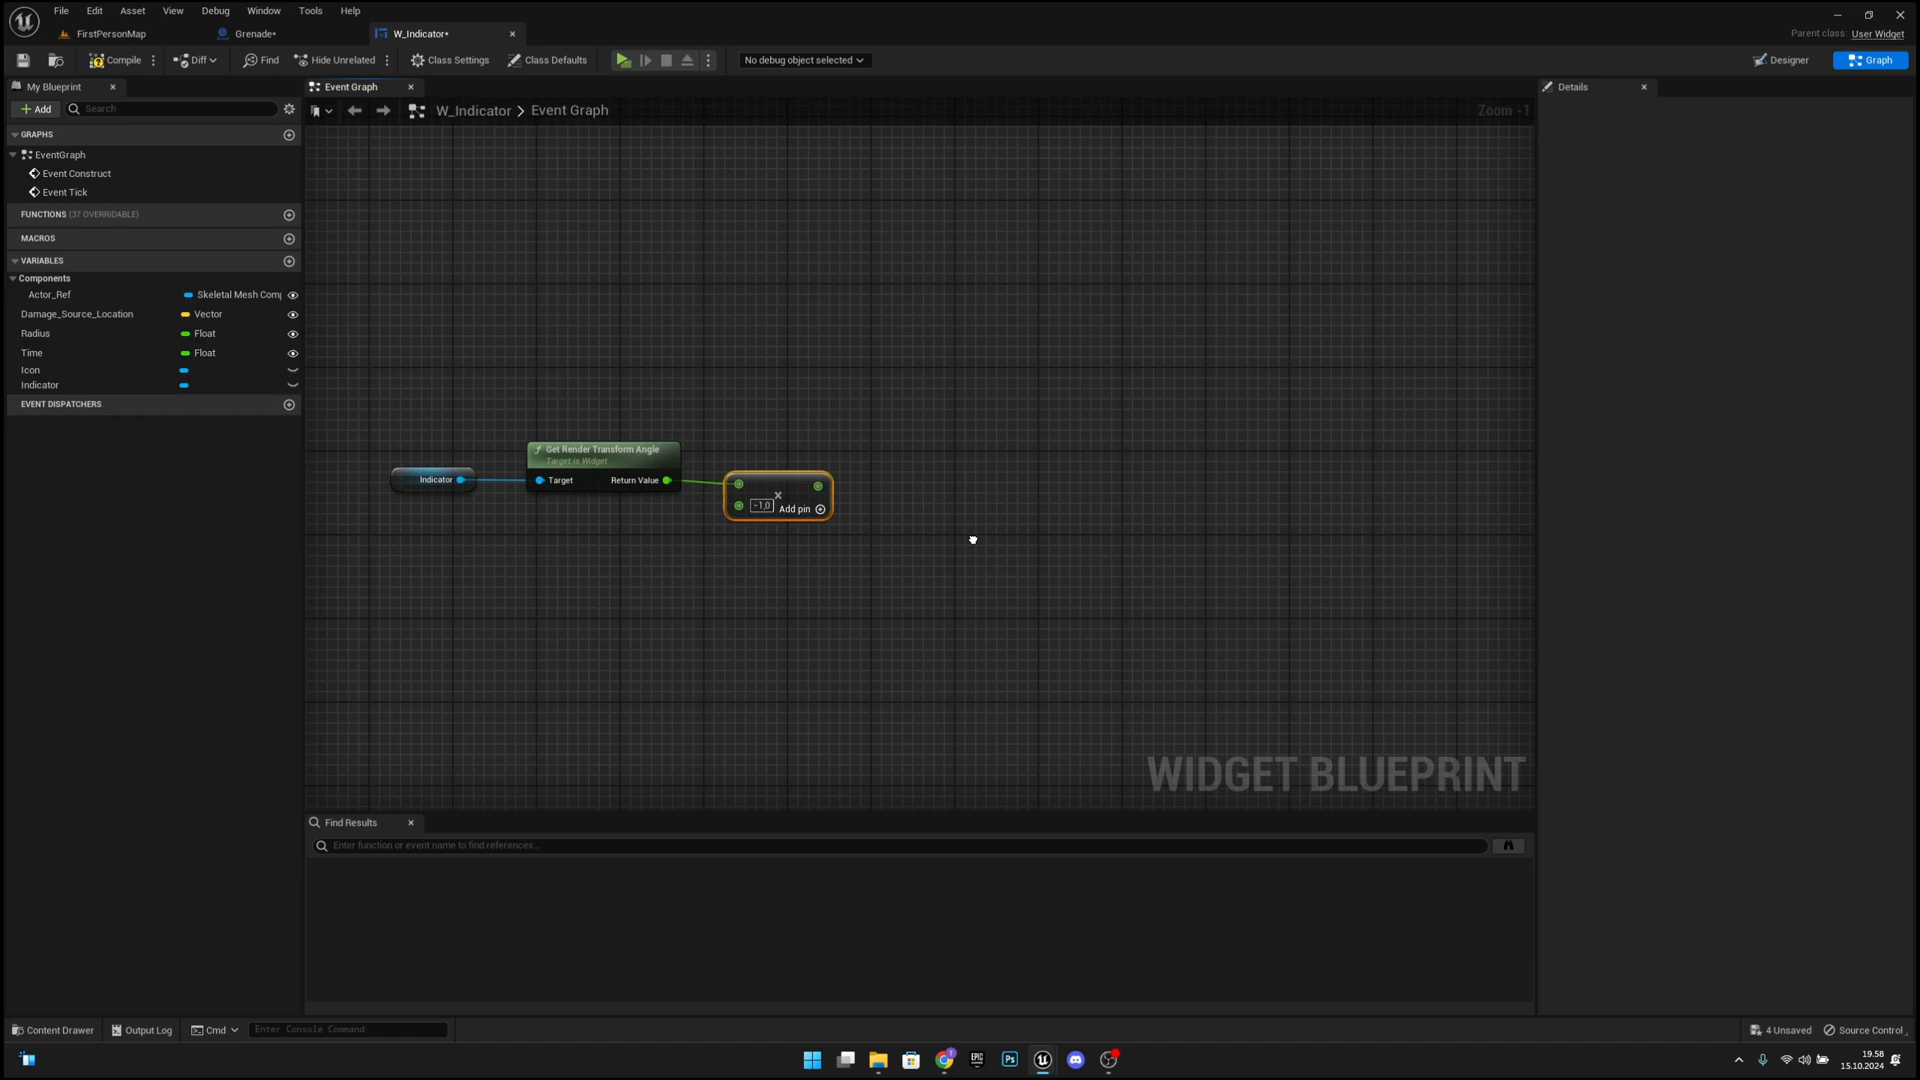 File Edit Asset View Debug Window Tools Help
FirstPersonMap Grenade* W_Indicator*
Parent class: User Widget
Compile Diff Find Hide Unrelated Class Settings Class Defaults No debug object selected Designer Graph
My Blueprint Event Graph Details
Add Search
W_Indicator > Event Graph Zoom -1
GRAPHS
EventGraph
Event Construct
Event Tick
FUNCTIONS (37 OVERRIDABLE)
MACROS
VARIABLES
Components
Actor_Ref Skeletal Mesh Comp
Damage_Source_Location Vector
Radius Float
Time Float
Icon
Indicator
EVENT DISPATCHERS
Get Render Transform Angle
Target is Widget
Indicator Target Return Value
-1,0 Add pin
WIDGET BLUEPRINT
Find Results
Enter function or event name to find references...
Content Drawer Output Log Cmd Enter Console Command 4 Unsaved Source Control
EPIC Ps
19.58
15.10.2024